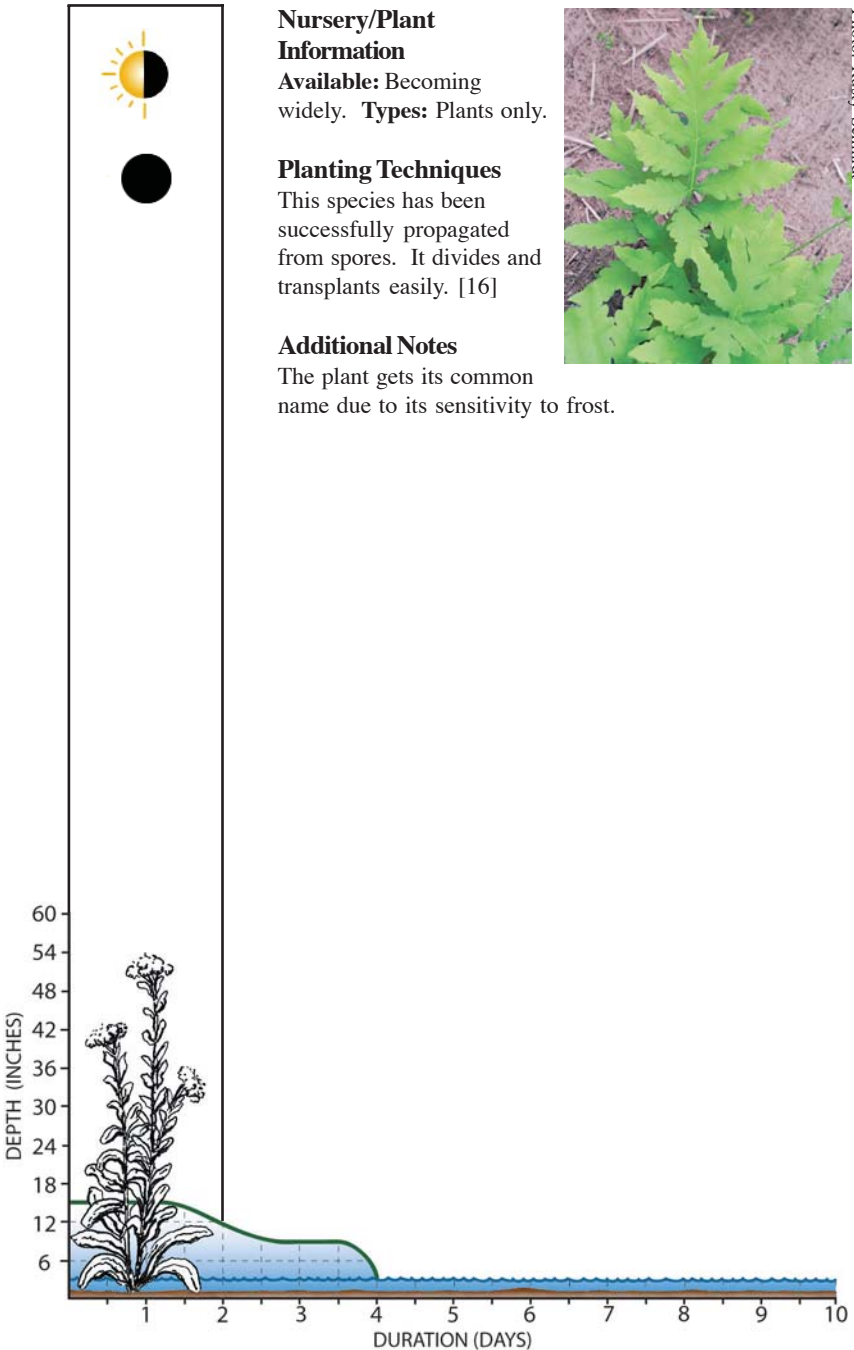 Nursery/Plant
Information
Available: Becoming
widely. Types: Plants only.
Planting Techniques
This species has been
successfully propagated
from spores. It divides and
transplants easily. [16]
Additional Notes
The plant gets its common
name due to its sensitivity to frost.
60
54
48
42
36
30
24
18
12
6
DEPTH (INCHES)
1 2 3 4 5 6 7 8 9 10
DURATION (DAYS)